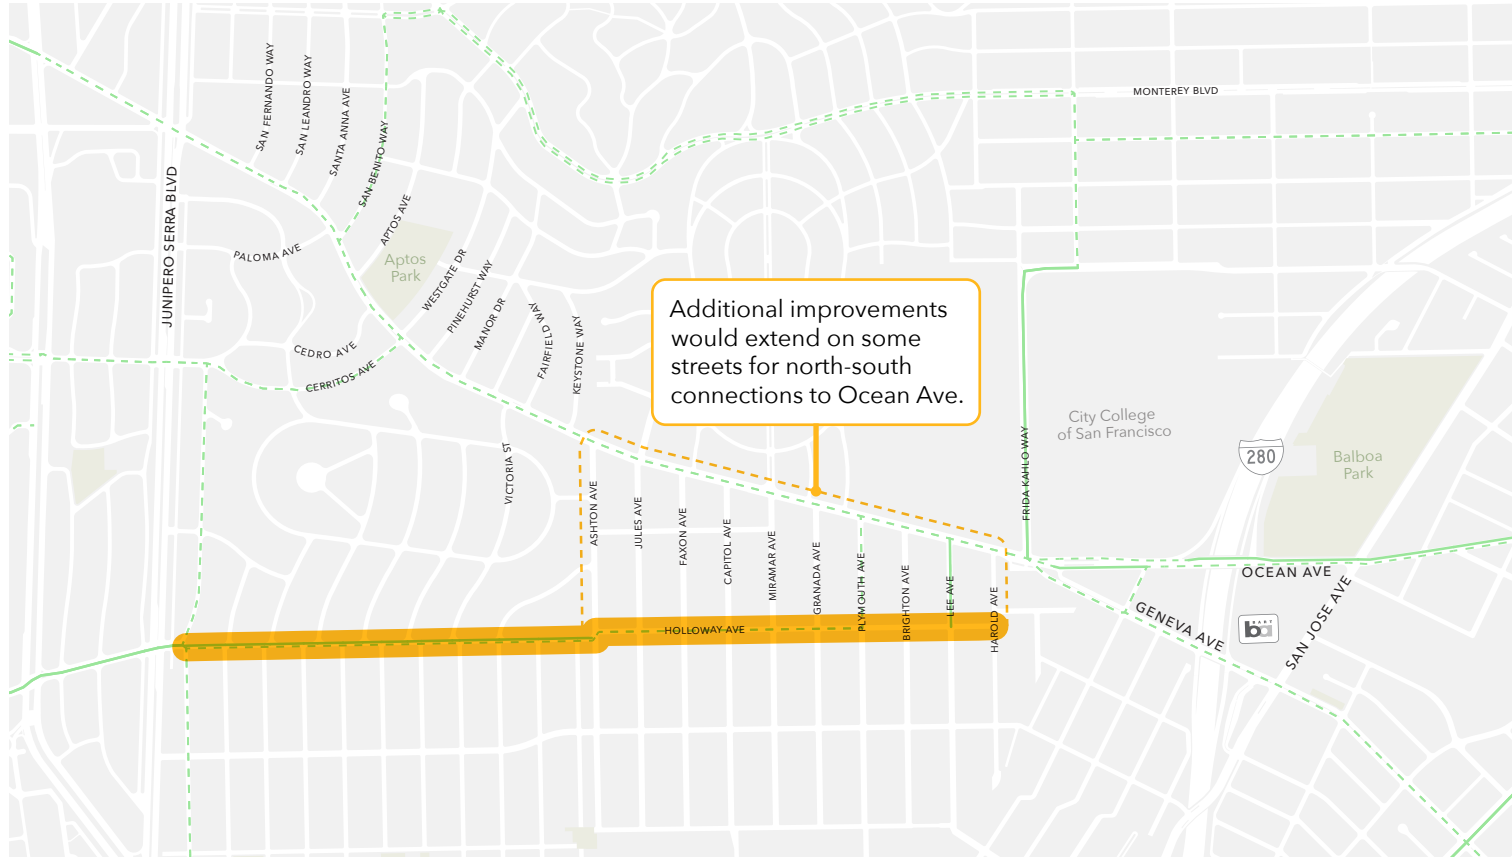 MONTEREY BLVD
SAN FERNANDO WAY
SAN LEANDRO WAY
SANTA ANNA AVE
SAN BENITO WAY
APTOS AVE
JUNIPERO SERRA BLVD
PALOMA AVE
Aptos
Park
WESTGATE DR
PINEHURST WAY
MANOR DR
FAIRFIELD WAY
KEYSTONE WAY
CEDRO AVE
CERRITOS AVE
Additional improvements
would extend on some
streets for north-south
connections to Ocean Ave.
City College
of San Francisco
280
Balboa
Park
FRIDA KAHLO WAY
VICTORIA ST
ASHTON AVE
JULES AVE
FAXON AVE
CAPITOL AVE
MIRAMAR AVE
GRANADA AVE
PLYMOUTH AVE
BRIGHTON AVE
LEE AVE
HAROLD AVE
HOLLOWAY AVE
OCEAN AVE
GENEVA AVE
SAN JOSE AVE
BART
ba